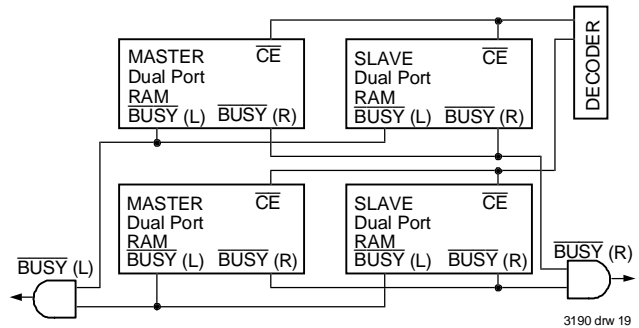 MASTER
Dual Port
RAM
CE
BUSY (L) BUSY (R)
SLAVE
Dual Port
RAM
CE
BUSY (L) BUSY (R)
DECODER
MASTER
Dual Port
RAM
CE
BUSY (L) BUSY (R)
SLAVE
Dual Port
RAM
CE
BUSY (L) BUSY (R)
BUSY (L)
BUSY (R)
3190 drw 19